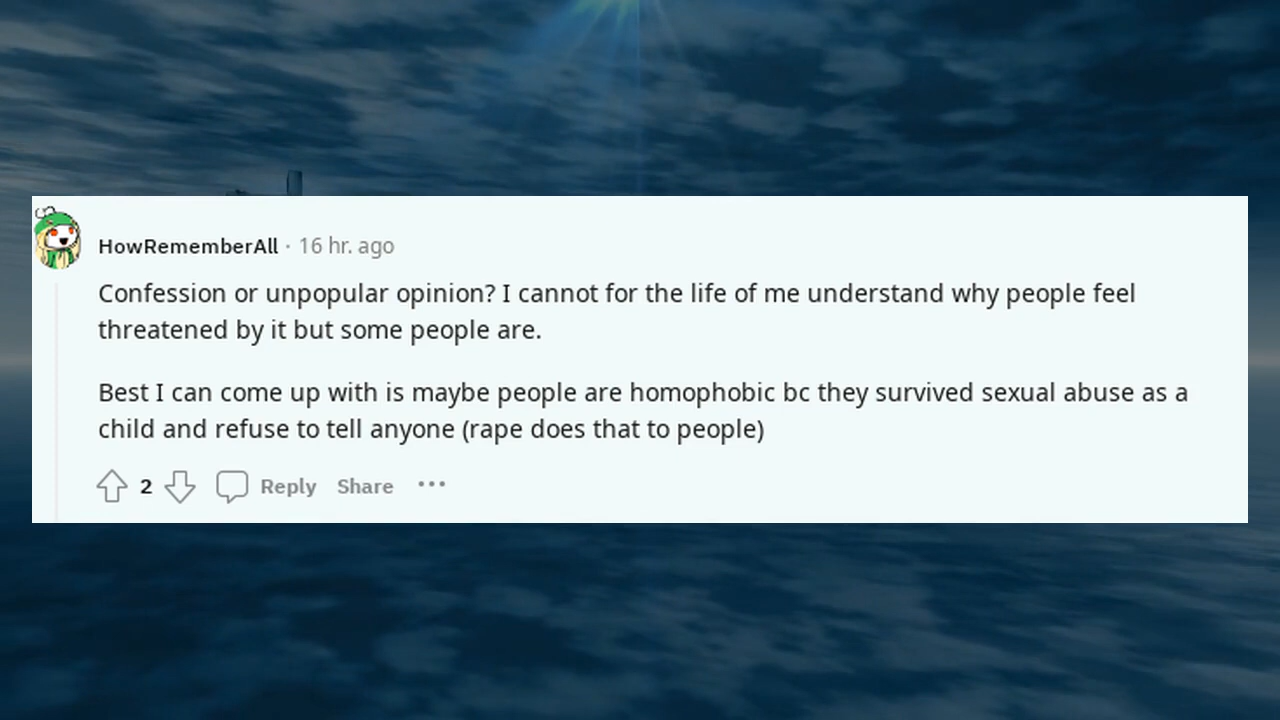 HowRememberAll · 16 hr. ago
Confession or unpopular opinion? I cannot for the life of me understand why people feel
threatened by it but some people are.
Best I can come up with is maybe people are homophobic bc they survived sexual abuse as a
child and refuse to tell anyone (rape does that to people)
2 Reply Share ···